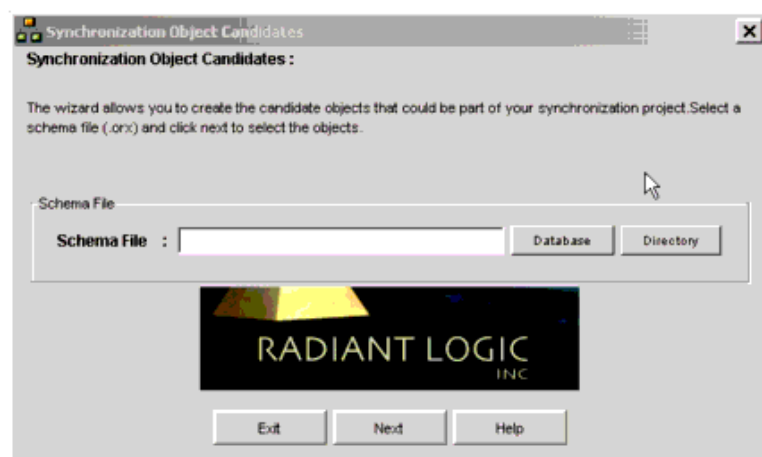 Synchronization Object Candidates
Synchronization Object Candidates :
The wizard allows you to create the candidate objects that could be part of your synchronization project.Select a
schema file (.orx) and click next to select the objects.
Schema File
Schema File : Database Directory
RADIANT LOGIC
INC
Exit Next Help